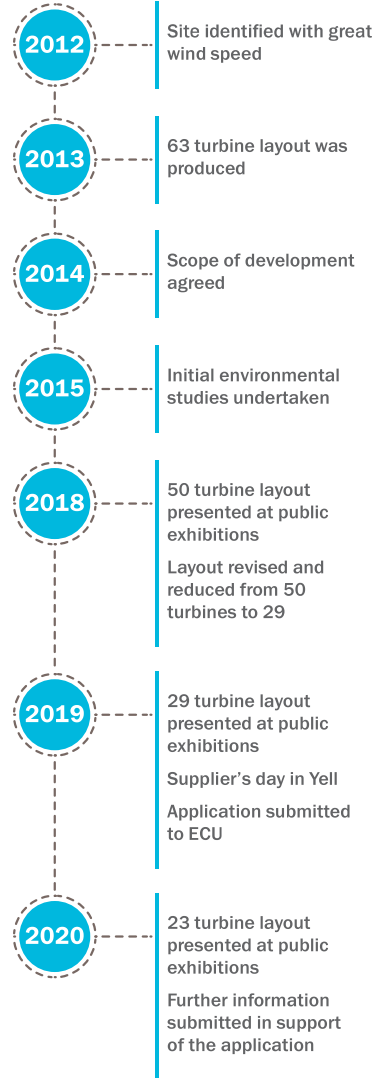 2012
Site identified with great
wind speed
2013
63 turbine layout was
produced
2014
Scope of development
agreed
2015
Initial environmental
studies undertaken
2018
50 turbine layout
presented at public
exhibitions
Layout revised and
reduced from 50
turbines to 29
2019
29 turbine layout
presented at public
exhibitions
Supplier’s day in Yell
Application submitted
to ECU
2020
23 turbine layout
presented at public
exhibitions
Further information
submitted in support
of the application